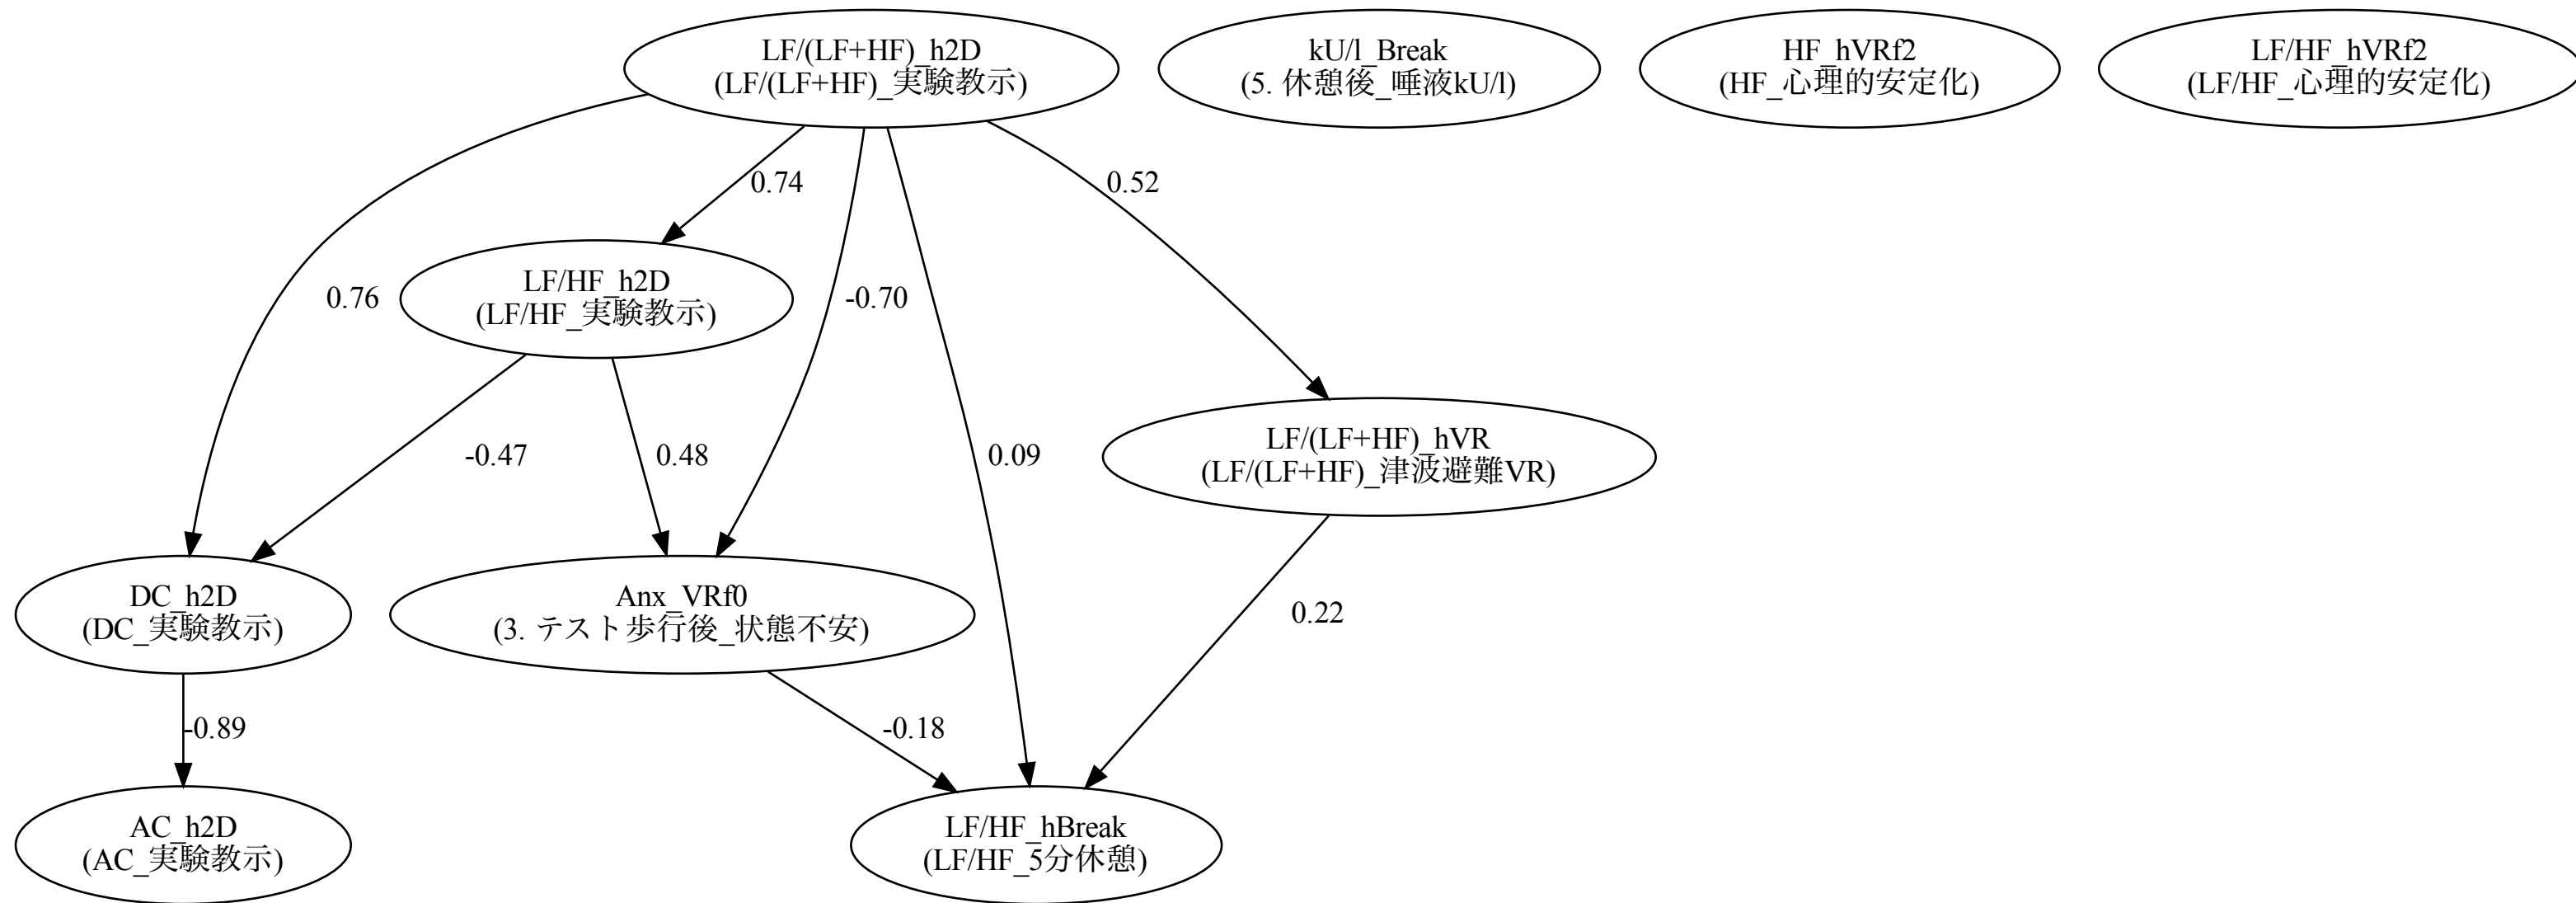 LF/(LF+HF)_h2D
(LF/(LF+HF)_実験教示)
kU/l_Break
(5. 休憩後_唾液kU/l)
HF_hVRf2
(HF_心理的安定化)
LF/HF_hVRf2
(LF/HF_心理的安定化)
0.74
0.52
LF/HF_h2D
(LF/HF_実験教示)
0.76
-0.70
LF/(LF+HF)_hVR
(LF/(LF+HF)_津波避難VR)
-0.47
0.48
0.09
DC_h2D
(DC_実験教示)
Anx_VRf0
(3. テスト歩行後_状態不安)
0.22
-0.89
-0.18
AC_h2D
(AC_実験教示)
LF/HF_hBreak
(LF/HF_5分休憩)